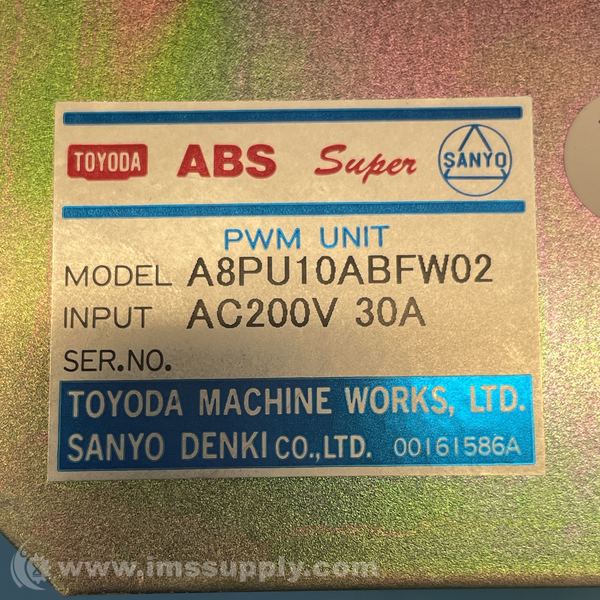 TOYODA ABS Super SANYO
PWM UNIT
MODEL A8PU10ABFW02
INPUT AC200V 30A
SER.NO.
TOYODA MACHINE WORKS, LTD.
SANYO DENKI CO.,LTD. 00161586A
www.imssupply.com